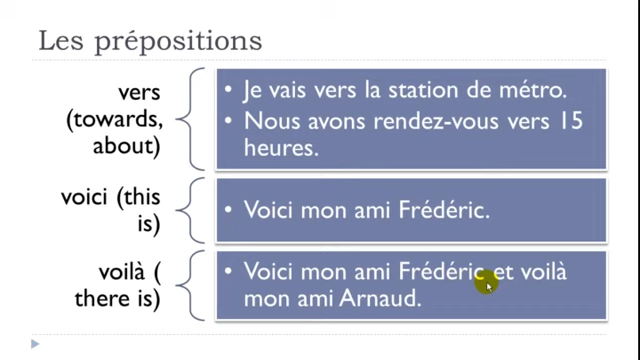 Les prépositions
vers
(towards,
about)
• Je vais vers la station de métro.
• Nous avons rendez-vous vers 15
heures.
voici (this
is)
• Voici mon ami Frédéric.
voilà (
there is)
• Voici mon ami Frédéric et voilà
mon ami Arnaud.